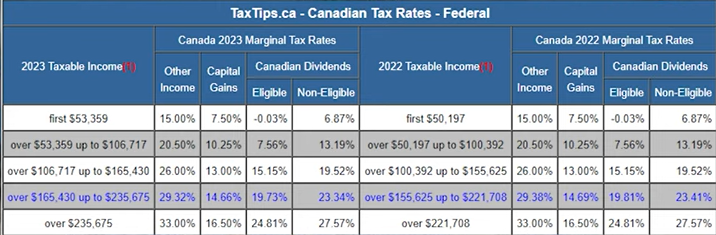 TaxTips.ca - Canadian Tax Rates - Federal
2023 Taxable Income(1) Canada 2023 Marginal Tax Rates 2022 Taxable Income(1) Canada 2022 Marginal Tax Rates
Other Income Capital Gains Canadian Dividends Other Income Capital Gains Canadian Dividends
Eligible Non-Eligible Eligible Non-Eligible
first $53,359 15.00% 7.50% -0.03% 6.87% first $50,197 15.00% 7.50% -0.03% 6.87%
over $53,359 up to $106,717 20.50% 10.25% 7.56% 13.19% over $50,197 up to $100,392 20.50% 10.25% 7.56% 13.19%
over $106,717 up to $165,430 26.00% 13.00% 15.15% 19.52% over $100,392 up to $155,625 26.00% 13.00% 15.15% 19.52%
over $165,430 up to $235,675 29.32% 14.66% 19.73% 23.34% over $155,625 up to $221,708 29.38% 14.69% 19.81% 23.41%
over $235,675 33.00% 16.50% 24.81% 27.57% over $221,708 33.00% 16.50% 24.81% 27.57%